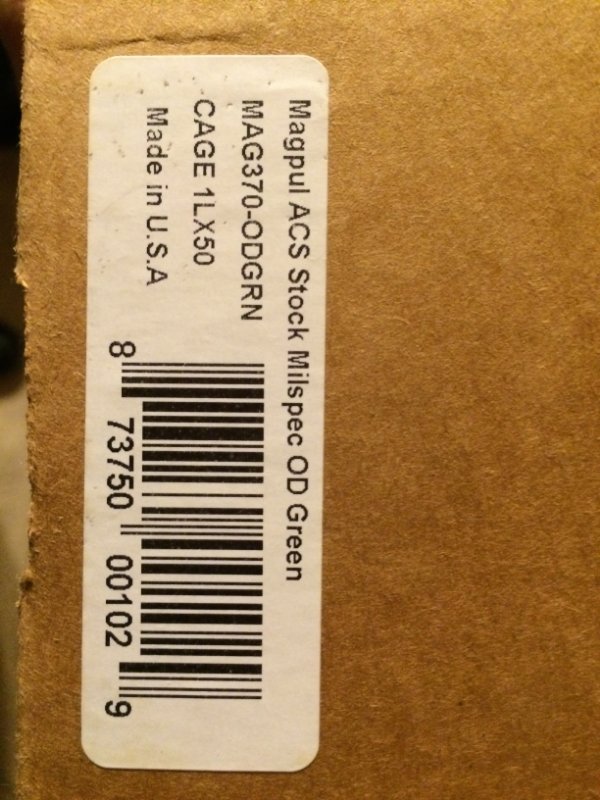 Magpul ACS Stock Milspec OD Green
MAG370-ODGRN
CAGE 1LX50
Made in U.S.A
8 73750 00102 9